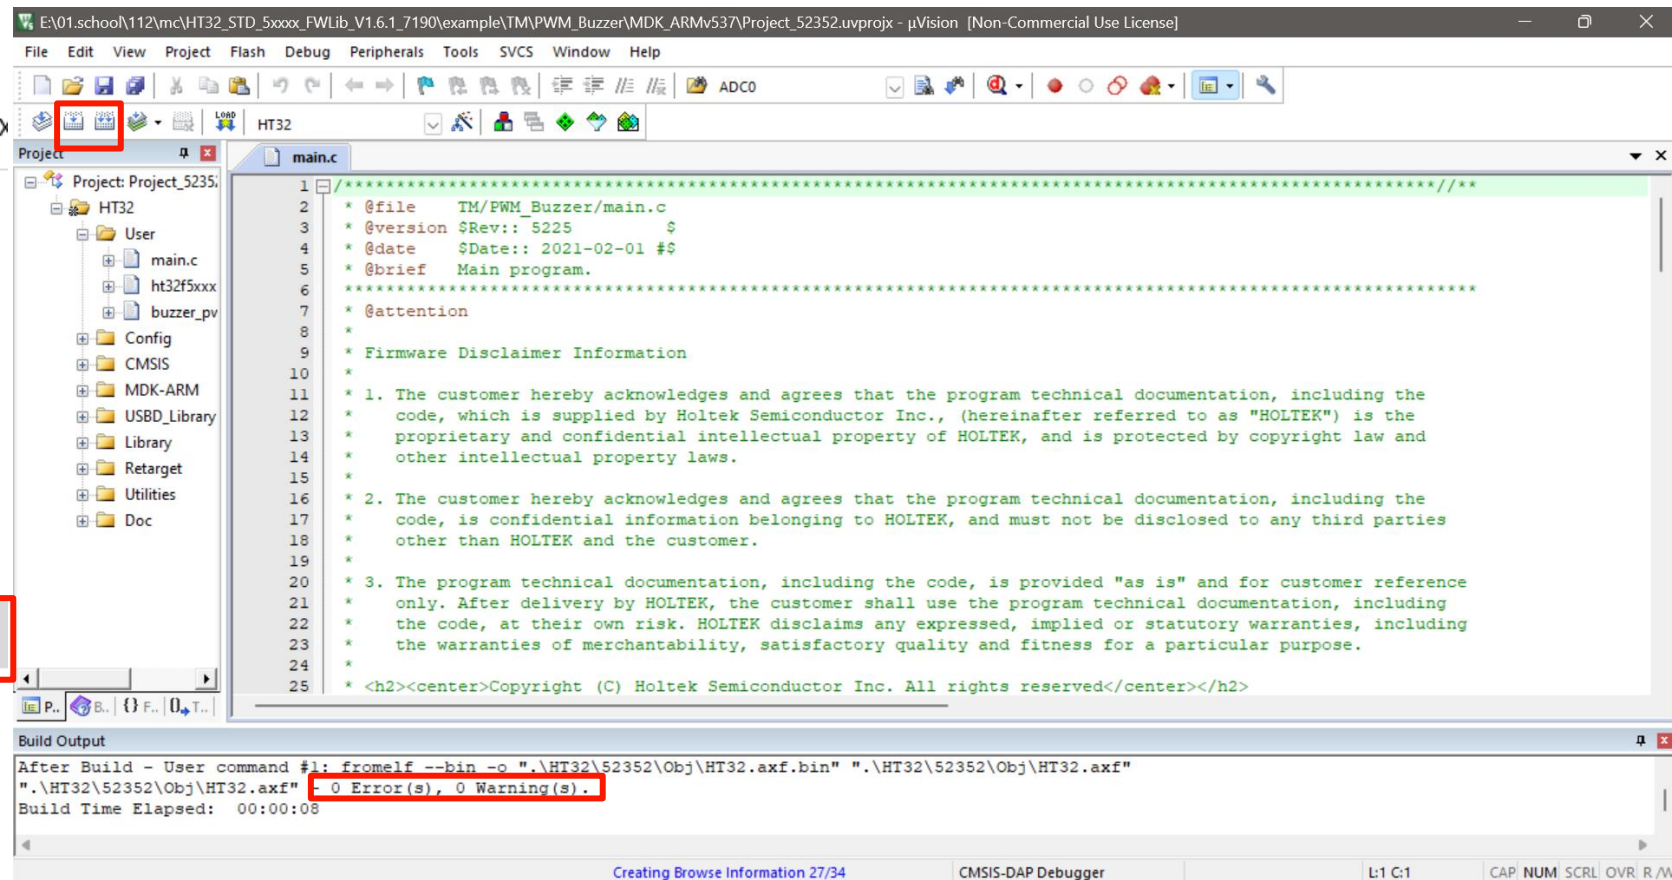 E:\01.school\112\mc\HT32_STD_5xxxx_FWLib_V1.6.1_7190\example\TM\PWM_Buzzer\MDK_ARMv537\Project_52352.uvprojx - µVision [Non-Commercial Use License]
File Edit View Project Flash Debug Peripherals Tools SVCS Window Help
ADC0
LOAD HT32
Project
main.c
Project: Project_5235
HT32
User
main.c
ht32f5xxx
buzzer_pv
Config
CMSIS
MDK-ARM
USBD_Library
Library
Retarget
Utilities
Doc
P.. B.. {} F.. T..
1 /*********************************************************************************************************//**
2 * @file TM/PWM_Buzzer/main.c
3 * @version $Rev:: 5225 $
4 * @date $Date:: 2021-02-01 #$
5 * @brief Main program.
6 *************************************************************************************************************
7 * @attention
8 *
9 * Firmware Disclaimer Information
10 *
11 * 1. The customer hereby acknowledges and agrees that the program technical documentation, including the
12 * code, which is supplied by Holtek Semiconductor Inc., (hereinafter referred to as "HOLTEK") is the
13 * proprietary and confidential intellectual property of HOLTEK, and is protected by copyright law and
14 * other intellectual property laws.
15 *
16 * 2. The customer hereby acknowledges and agrees that the program technical documentation, including the
17 * code, is confidential information belonging to HOLTEK, and must not be disclosed to any third parties
18 * other than HOLTEK and the customer.
19 *
20 * 3. The program technical documentation, including the code, is provided "as is" and for customer reference
21 * only. After delivery by HOLTEK, the customer shall use the program technical documentation, including
22 * the code, at their own risk. HOLTEK disclaims any expressed, implied or statutory warranties, including
23 * the warranties of merchantability, satisfactory quality and fitness for a particular purpose.
24 *
25 * <h2><center>Copyright (C) Holtek Semiconductor Inc. All rights reserved</center></h2>
Build Output
After Build - User command #1: fromelf --bin -o ".\HT32\52352\Obj\HT32.axf.bin" ".\HT32\52352\Obj\HT32.axf"
".\HT32\52352\Obj\HT32.axf" - 0 Error(s), 0 Warning(s).
Build Time Elapsed: 00:00:08
Creating Browse Information 27/34 CMSIS-DAP Debugger L:1 C:1 CAP NUM SCRL OVR R/W